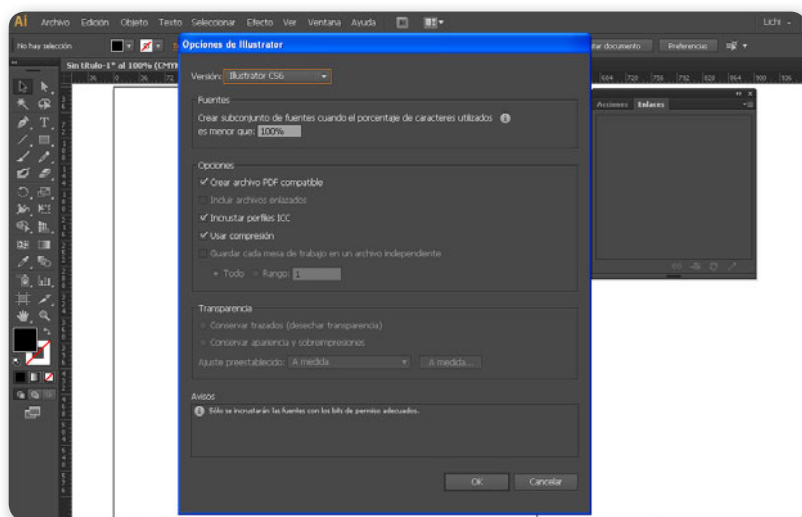 Ai Archivo Edición Objeto Texto Seleccionar Efecto Ver Ventana Ayuda Lichi
No hay selección
Opciones de Illustrator
Preferencias
Sin título-1* al 100% (CMYK
Versión: Illustrator CS6
Fuentes
Crear subconjunto de fuentes cuando el porcentaje de caracteres utilizados
es menor que: 100%
Opciones
Crear archivo PDF compatible
Incluir archivos enlazados
Incrustar perfiles ICC
Usar compresión
Guardar cada mesa de trabajo en un archivo independiente
Todo Rango: 1
Transparencia
Conservar trazados (desechar transparencia)
Conservar apariencia y sobreimpresiones
Ajuste preestablecido: A medida A medida...
Avisos
Sólo se incrustarán las fuentes con los bits de permiso adecuados.
OK Cancelar
Acciones Enlaces